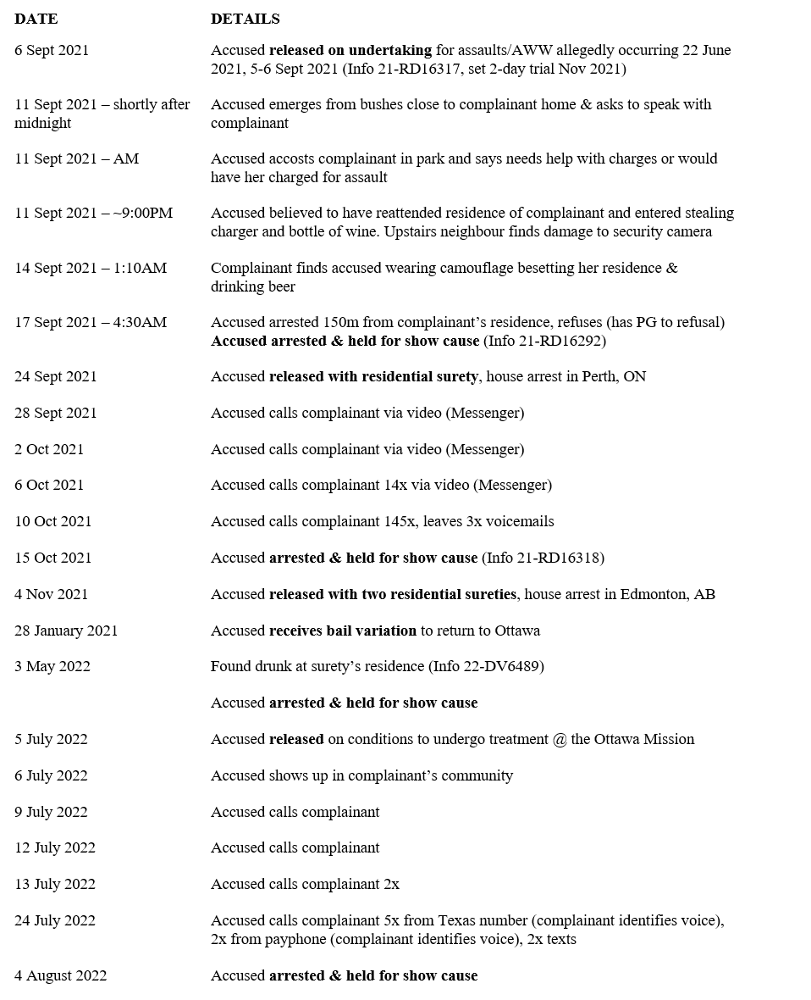 DATE DETAILS
6 Sept 2021 Accused released on undertaking for assaults/AWW allegedly occurring 22 June
2021, 5-6 Sept 2021 (Info 21-RD16317, set 2-day trial Nov 2021)
11 Sept 2021 – shortly after Accused emerges from bushes close to complainant home & asks to speak with
midnight complainant
11 Sept 2021 – AM Accused accosts complainant in park and says needs help with charges or would
have her charged for assault
11 Sept 2021 – ~9:00PM Accused believed to have reattended residence of complainant and entered stealing
charger and bottle of wine. Upstairs neighbour finds damage to security camera
14 Sept 2021 – 1:10AM Complainant finds accused wearing camouflage besetting her residence &
drinking beer
17 Sept 2021 – 4:30AM Accused arrested 150m from complainant’s residence, refuses (has PG to refusal)
Accused arrested & held for show cause (Info 21-RD16292)
24 Sept 2021 Accused released with residential surety, house arrest in Perth, ON
28 Sept 2021 Accused calls complainant via video (Messenger)
2 Oct 2021 Accused calls complainant via video (Messenger)
6 Oct 2021 Accused calls complainant 14x via video (Messenger)
10 Oct 2021 Accused calls complainant 145x, leaves 3x voicemails
15 Oct 2021 Accused arrested & held for show cause (Info 21-RD16318)
4 Nov 2021 Accused released with two residential sureties, house arrest in Edmonton, AB
28 January 2021 Accused receives bail variation to return to Ottawa
3 May 2022 Found drunk at surety’s residence (Info 22-DV6489)
Accused arrested & held for show cause
5 July 2022 Accused released on conditions to undergo treatment @ the Ottawa Mission
6 July 2022 Accused shows up in complainant’s community
9 July 2022 Accused calls complainant
12 July 2022 Accused calls complainant
13 July 2022 Accused calls complainant 2x
24 July 2022 Accused calls complainant 5x from Texas number (complainant identifies voice),
2x from payphone (complainant identifies voice), 2x texts
4 August 2022 Accused arrested & held for show cause